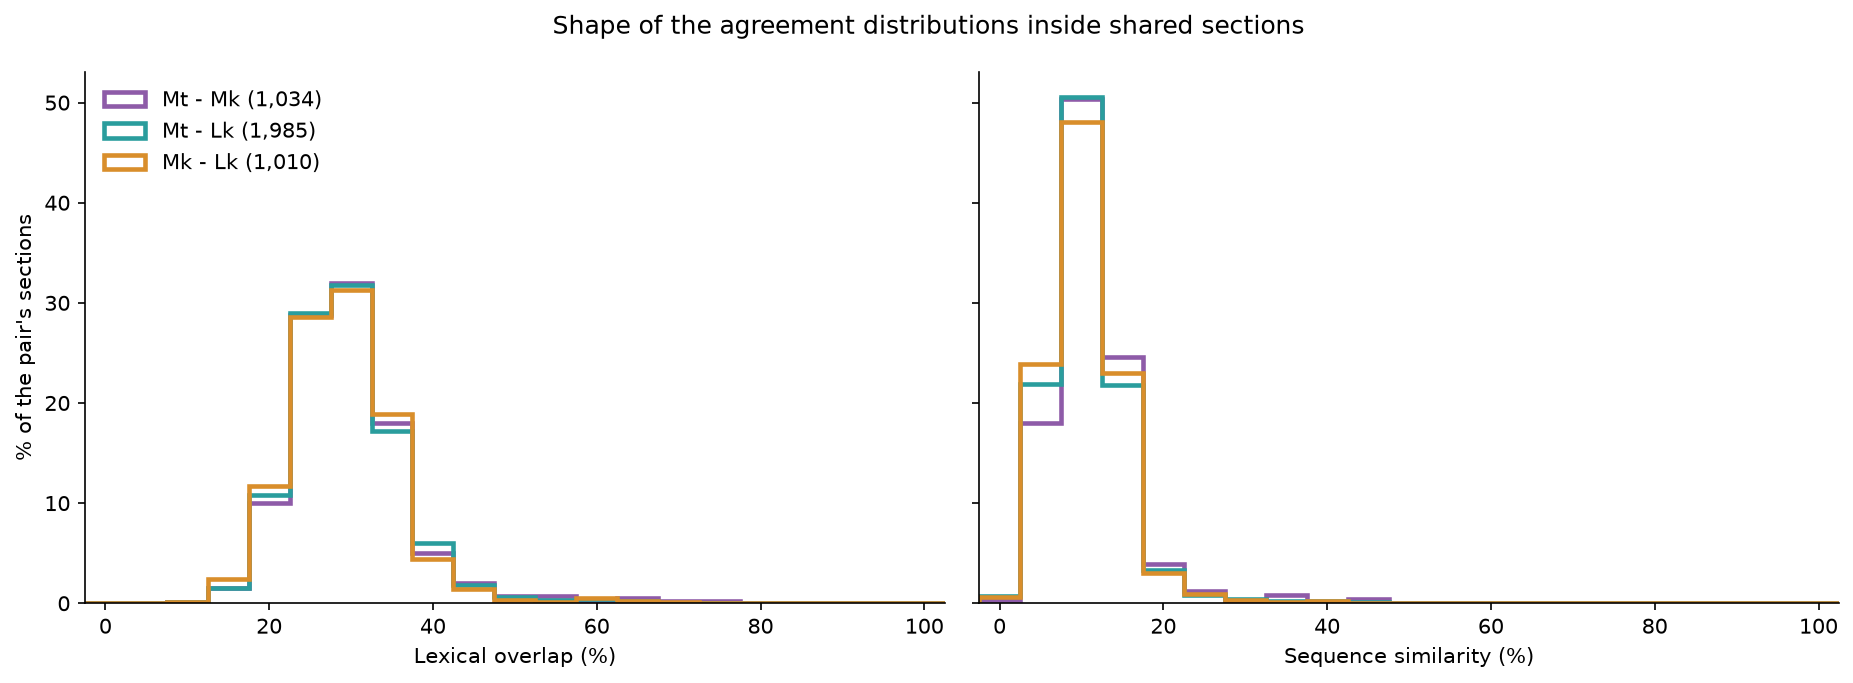 Shape of the agreement distributions inside shared sections
Mt - Mk (1,034)
Mt - Lk (1,985)
Mk - Lk (1,010)
% of the pair's sections
50
40
30
20
10
0
0 20 40 60 80 100
Lexical overlap (%)
0 20 40 60 80 100
Sequence similarity (%)